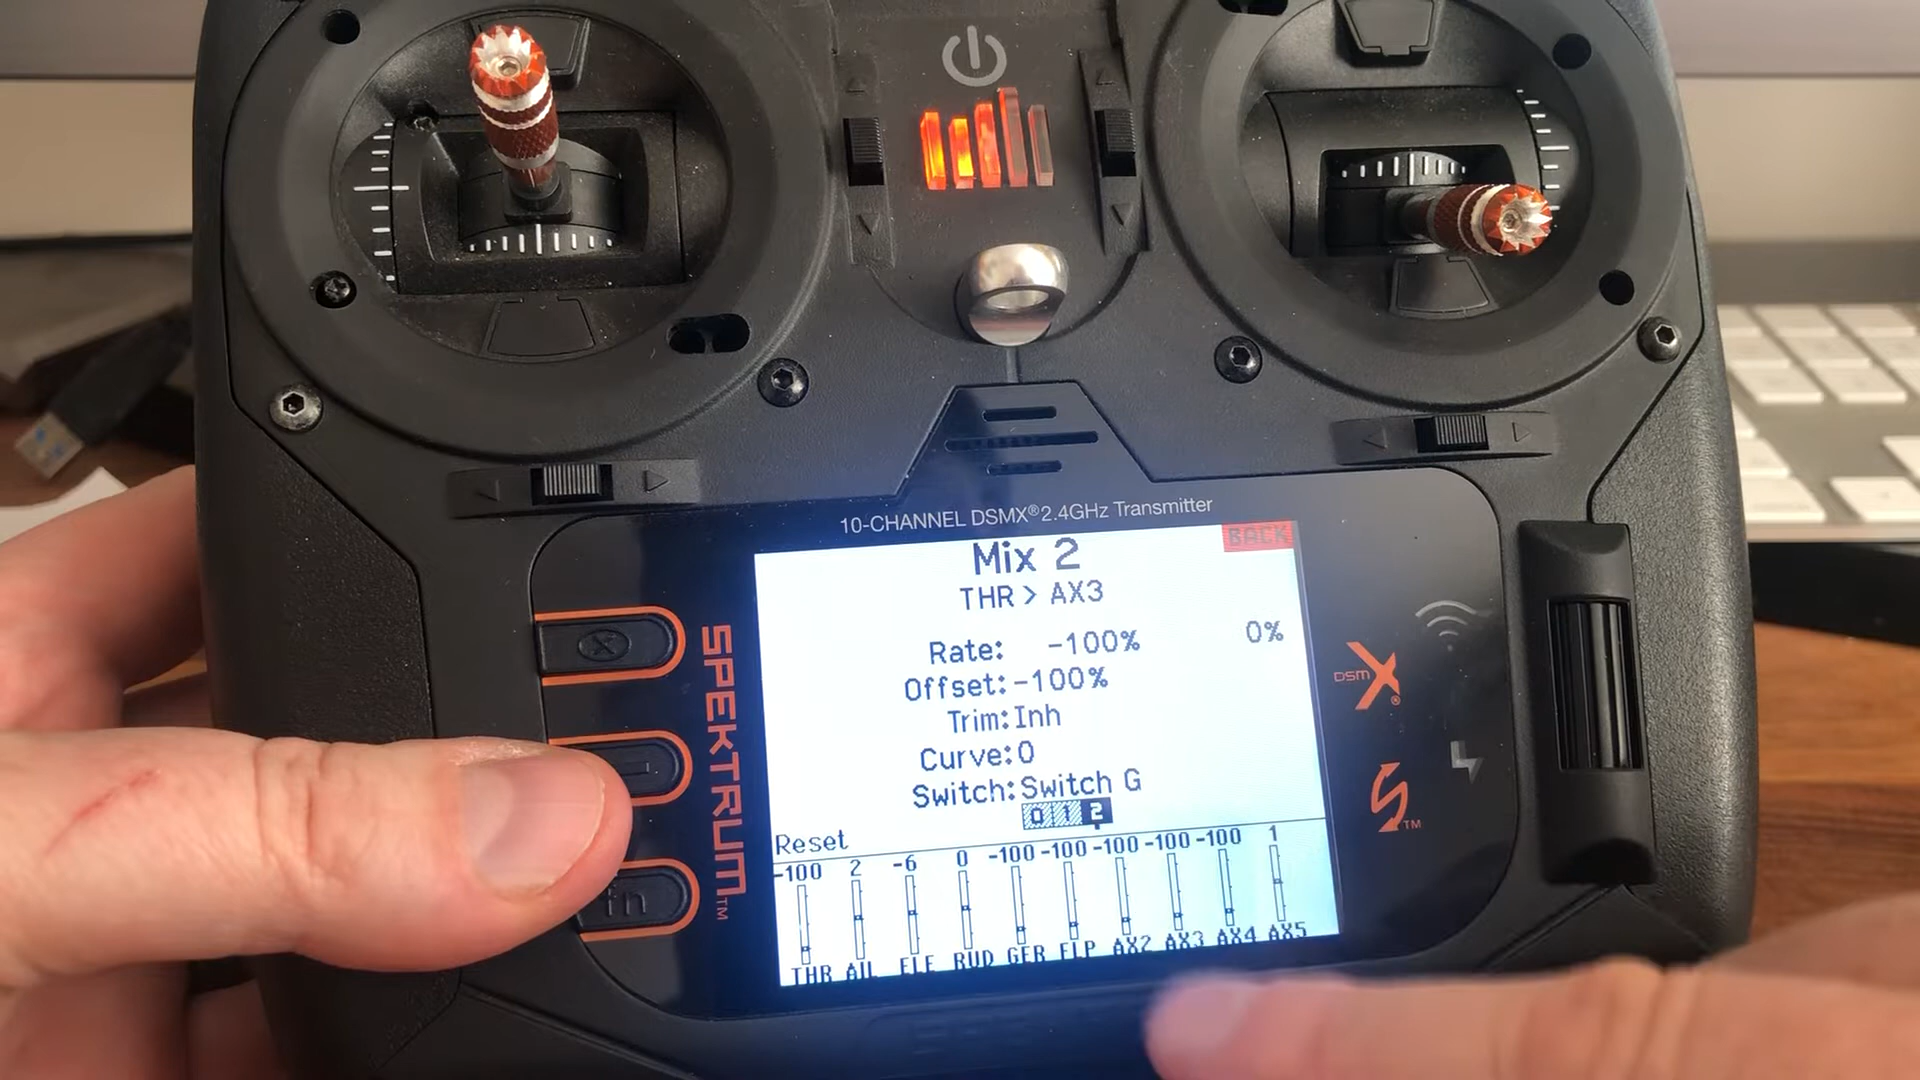 10-CHANNEL DSMX® 2.4GHz Transmitter
BACK
Mix 2
THR > AX3
Rate: -100% 0%
Offset: -100%
Trim: Inh
Curve: 0
Switch: Switch G
0 1 2
Reset
-100 2 -6 0 -100 -100 -100 -100 -100 1
THR AIL ELE RUD GER FLP AX2 AX3 AX4 AX5
SPEKTRUM™
DSMX®
TM